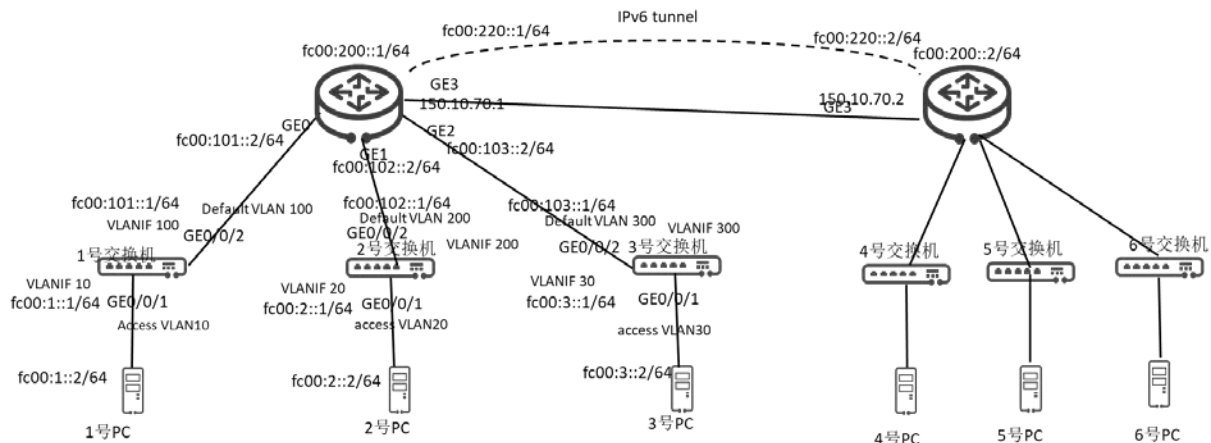 IPv6 tunnel
fc00:220::1/64
fc00:220::2/64
fc00:200::1/64
fc00:200::2/64
GE3
150.10.70.1
150.10.70.2
GE3
GE0
GE2
fc00:101::2/64
fc00:103::2/64
GE1
fc00:102::2/64
fc00:101::1/64
fc00:102::1/64
fc00:103::1/64
Default VLAN 100
Default VLAN 200
Default VLAN 300
VLANIF 100
VLANIF 200
VLANIF 300
GE0/0/2
GE0/0/2
GE0/0/2
1号交换机
2号交换机
3号交换机
4号交换机
5号交换机
6号交换机
VLANIF 10
fc00:1::1/64
GE0/0/1
Access VLAN10
VLANIF 20
fc00:2::1/64
GE0/0/1
access VLAN20
VLANIF 30
fc00:3::1/64
GE0/0/1
access VLAN30
fc00:1::2/64
fc00:2::2/64
fc00:3::2/64
1号PC
2号PC
3号PC
4号PC
5号PC
6号PC